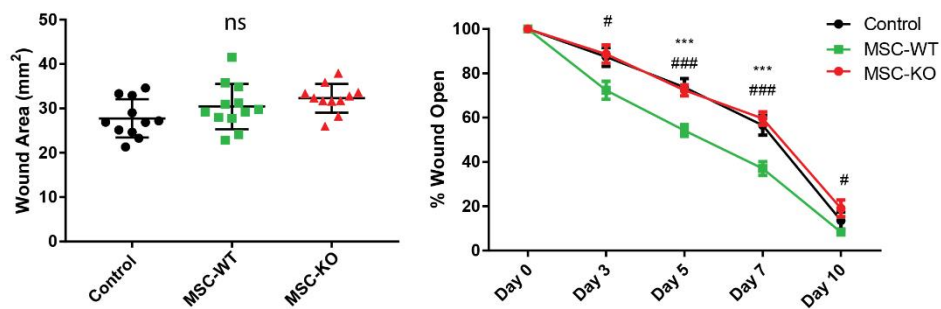 ns
Wound Area (mm²)
50
40
30
20
10
0
Control
MSC-WT
MSC-KO
% Wound Open
100
80
60
40
20
0
#
***
###
***
###
#
Day 0
Day 3
Day 5
Day 7
Day 10
Control
MSC-WT
MSC-KO